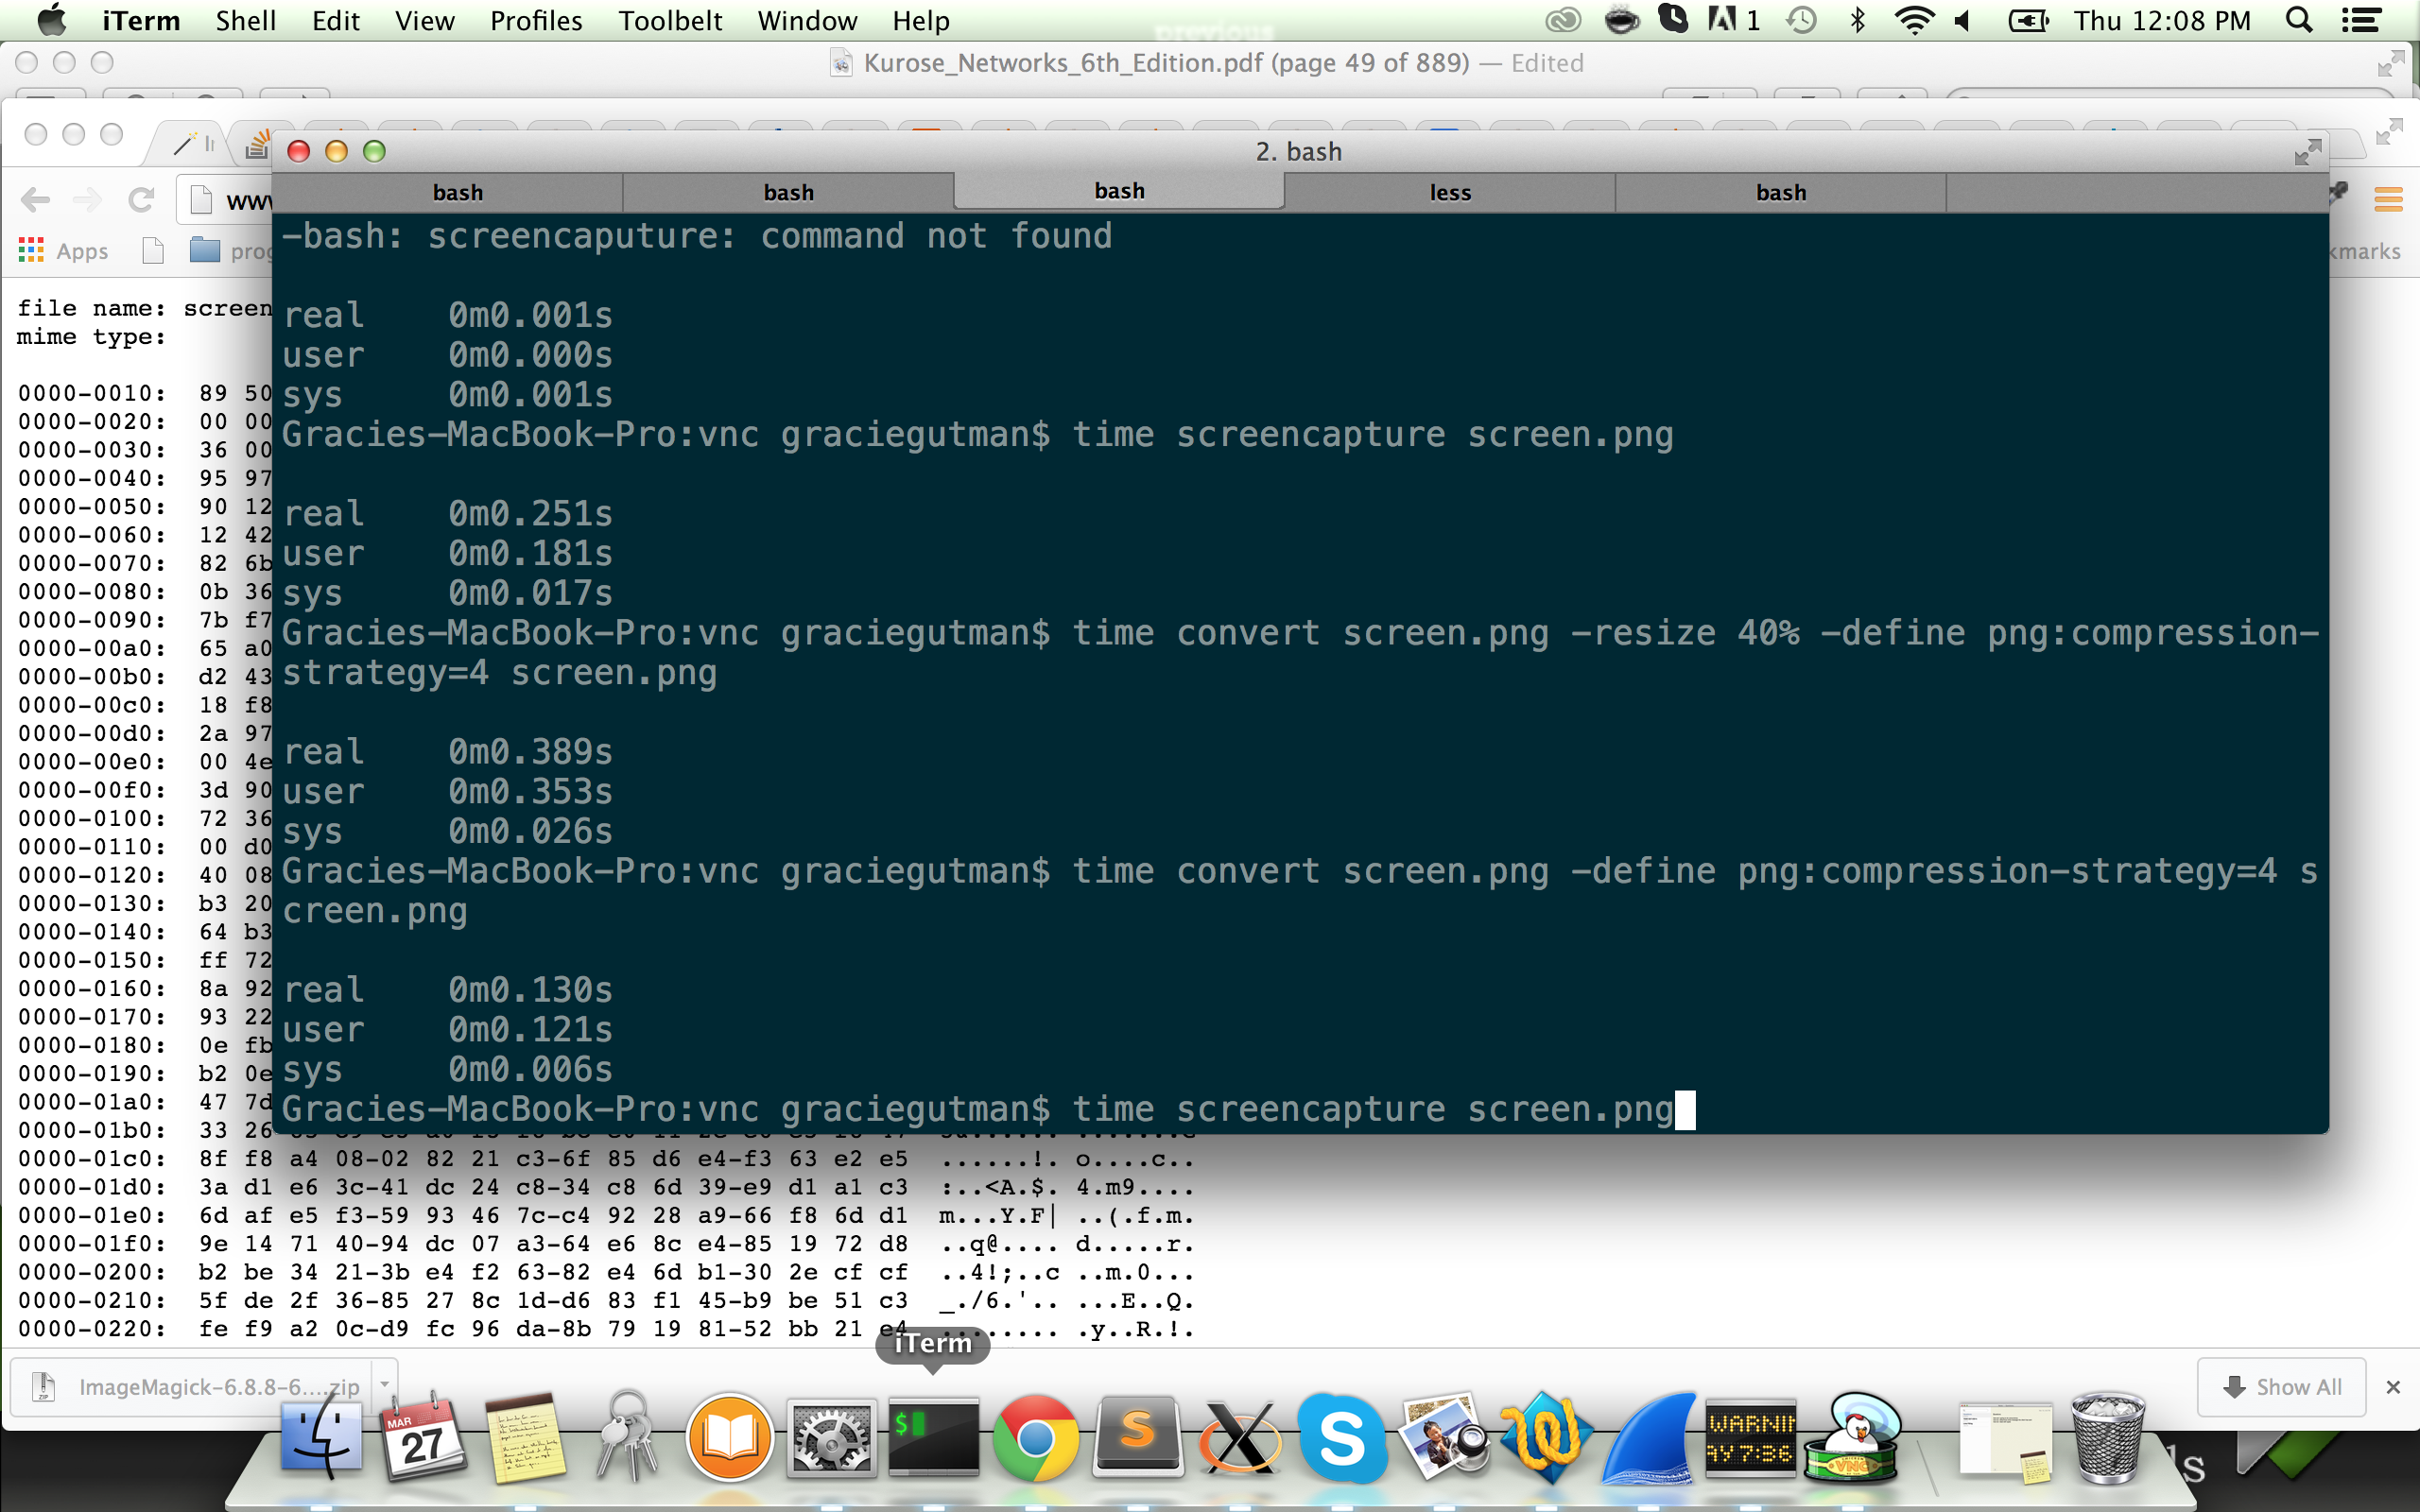 iTerm Shell Edit View Profiles Toolbelt Window Help 1 Thu 12:08 PM
previous
Kurose_Networks_6th_Edition.pdf (page 49 of 889) — Edited
2. bash
www
bash bash bash less bash
Apps prog kmarks
-bash: screencaputure: command not found
real 0m0.001s
user 0m0.000s
sys 0m0.001s
Gracies-MacBook-Pro:vnc graciegutman$ time screencapture screen.png
real 0m0.251s
user 0m0.181s
sys 0m0.017s
Gracies-MacBook-Pro:vnc graciegutman$ time convert screen.png -resize 40% -define png:compression-
strategy=4 screen.png
real 0m0.389s
user 0m0.353s
sys 0m0.026s
Gracies-MacBook-Pro:vnc graciegutman$ time convert screen.png -define png:compression-strategy=4 s
creen.png
real 0m0.130s
user 0m0.121s
sys 0m0.006s
Gracies-MacBook-Pro:vnc graciegutman$ time screencapture screen.png
file name: screen
mime type:
0000-0010: 89 50
0000-0020: 00 00
0000-0030: 36 00
0000-0040: 95 97
0000-0050: 90 12
0000-0060: 12 42
0000-0070: 82 6b
0000-0080: 0b 36
0000-0090: 7b f7
0000-00a0: 65 a0
0000-00b0: d2 43
0000-00c0: 18 f8
0000-00d0: 2a 97
0000-00e0: 00 4e
0000-00f0: 3d 90
0000-0100: 72 36
0000-0110: 00 d0
0000-0120: 40 08
0000-0130: b3 20
0000-0140: 64 b3
0000-0150: ff 72
0000-0160: 8a 92
0000-0170: 93 22
0000-0180: 0e fb
0000-0190: b2 0e
0000-01a0: 47 7d
0000-01b0: 33 26
0000-01c0: 8f f8 a4 08-02 82 21 c3-6f 85 d6 e4-f3 63 e2 e5 ......!. o....c..
0000-01d0: 3a d1 e6 3c-41 dc 24 c8-34 c8 6d 39-e9 d1 a1 c3 :..<A.$. 4.m9....
0000-01e0: 6d af e5 f3-59 93 46 7c-c4 92 28 a9-66 f8 6d d1 m...Y.F| ..(.f.m.
0000-01f0: 9e 14 71 40-94 dc 07 a3-64 e6 8c e4-85 19 72 d8 ..q@.... d.....r.
0000-0200: b2 be 34 21-3b e4 f2 63-82 e4 6d b1-30 2e cf cf ..4!;..c ..m.0...
0000-0210: 5f de 2f 36-85 27 8c 1d-d6 83 f1 45-b9 be 51 c3 _./6.'.. ...E..Q.
0000-0220: fe f9 a2 0c-d9 fc 96 da-8b 79 19 81-52 bb 21 e4 ........ .y..R.!.
iTerm
ImageMagick-6.8.8-6....zip Show All
MAR
27
WARNIN
AY 7:36
VNC
ls